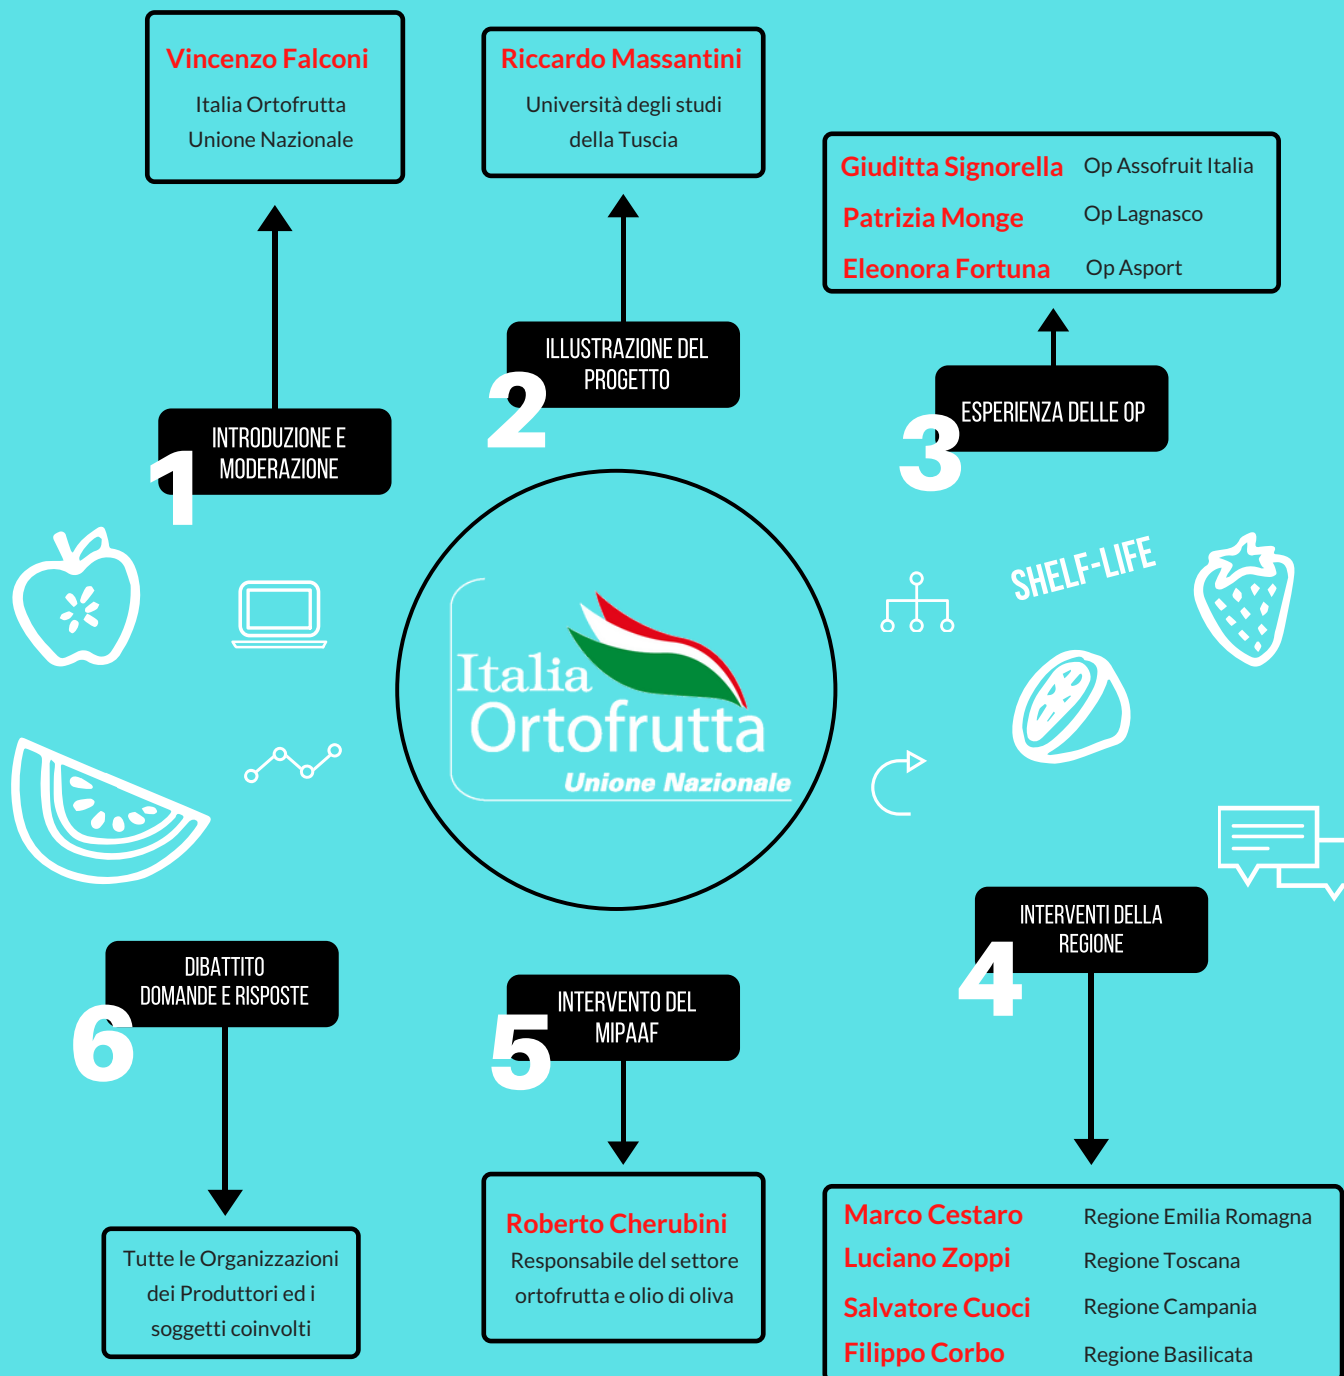 Vincenzo Falconi
Italia Ortofrutta
Unione Nazionale
Riccardo Massantini
Università degli studi
della Tuscia
Giuditta Signorella Op Assofruit Italia
Patrizia Monge Op Lagnasco
Eleonora Fortuna Op Asport
1
INTRODUZIONE E
MODERAZIONE
2
ILLUSTRAZIONE DEL
PROGETTO
3
ESPERIENZA DELLE OP
SHELF-LIFE
Italia
Ortofrutta
Unione Nazionale
4
INTERVENTI DELLA
REGIONE
5
INTERVENTO DEL
MIPAAF
6
DIBATTITO
DOMANDE E RISPOSTE
Marco Cestaro Regione Emilia Romagna
Luciano Zoppi Regione Toscana
Salvatore Cuoci Regione Campania
Filippo Corbo Regione Basilicata
Roberto Cherubini
Responsabile del settore
ortofrutta e olio di oliva
Tutte le Organizzazioni
dei Produttori ed i
soggetti coinvolti